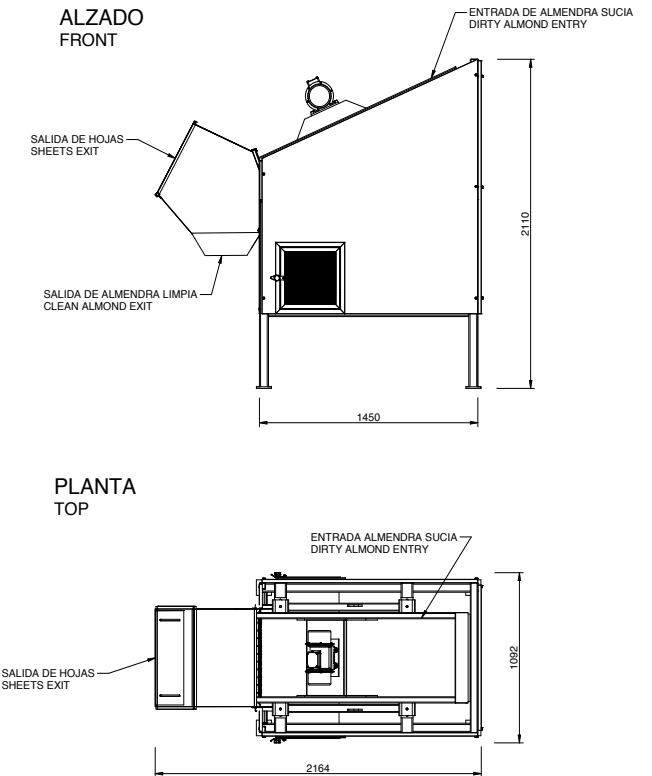 ALZADO
FRONT
ENTRADA DE ALMENDRA SUCIA
DIRTY ALMOND ENTRY
SALIDA DE HOJAS
SHEETS EXIT
2110
SALIDA DE ALMENDRA LIMPIA
CLEAN ALMOND EXIT
1450
PLANTA
TOP
ENTRADA ALMENDRA SUCIA
DIRTY ALMOND ENTRY
1092
SALIDA DE HOJAS
SHEETS EXIT
2164